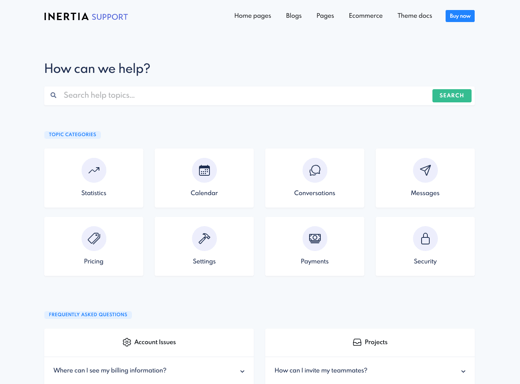 INERTIA SUPPORT
Home pages Blogs Pages Ecommerce Theme docs Buy now
How can we help?
Search help topics... SEARCH
TOPIC CATEGORIES
Statistics Calendar Conversations Messages
Pricing Settings Payments Security
FREQUENTLY ASKED QUESTIONS
Account Issues Projects
Where can I see my billing information? How can I invite my teammates?